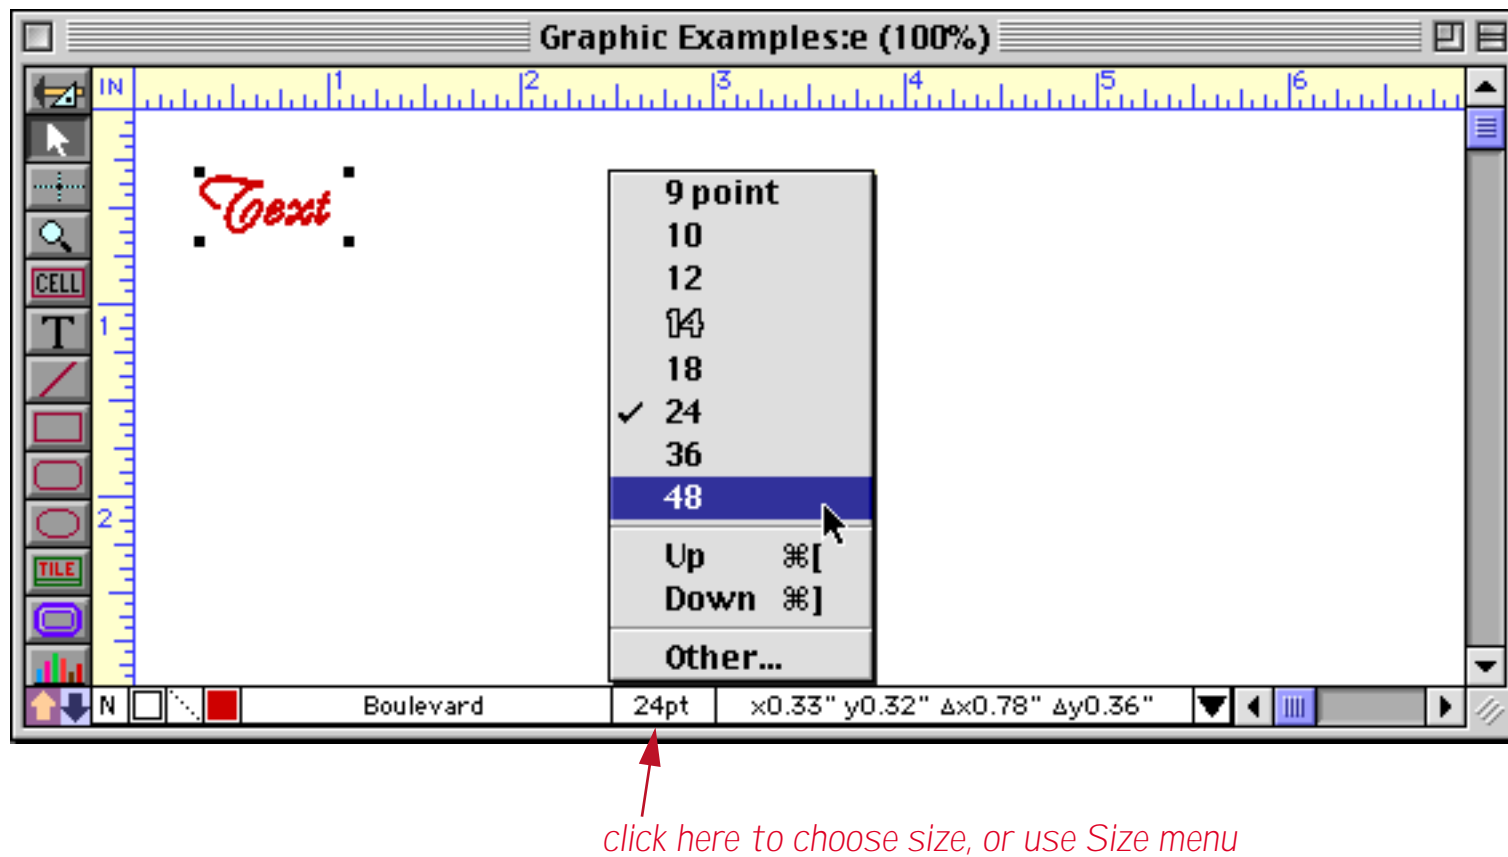 Graphic Examples:e (100%)
IN 1 2 3 4 5 6
Text
CELL
T
1
2
TILE
9 point
10
12
14
18
✓ 24
36
48
Up ⌘[
Down ⌘]
Other...
N Boulevard 24pt x0.33" y0.32" Δx0.78" Δy0.36"
click here to choose size, or use Size menu